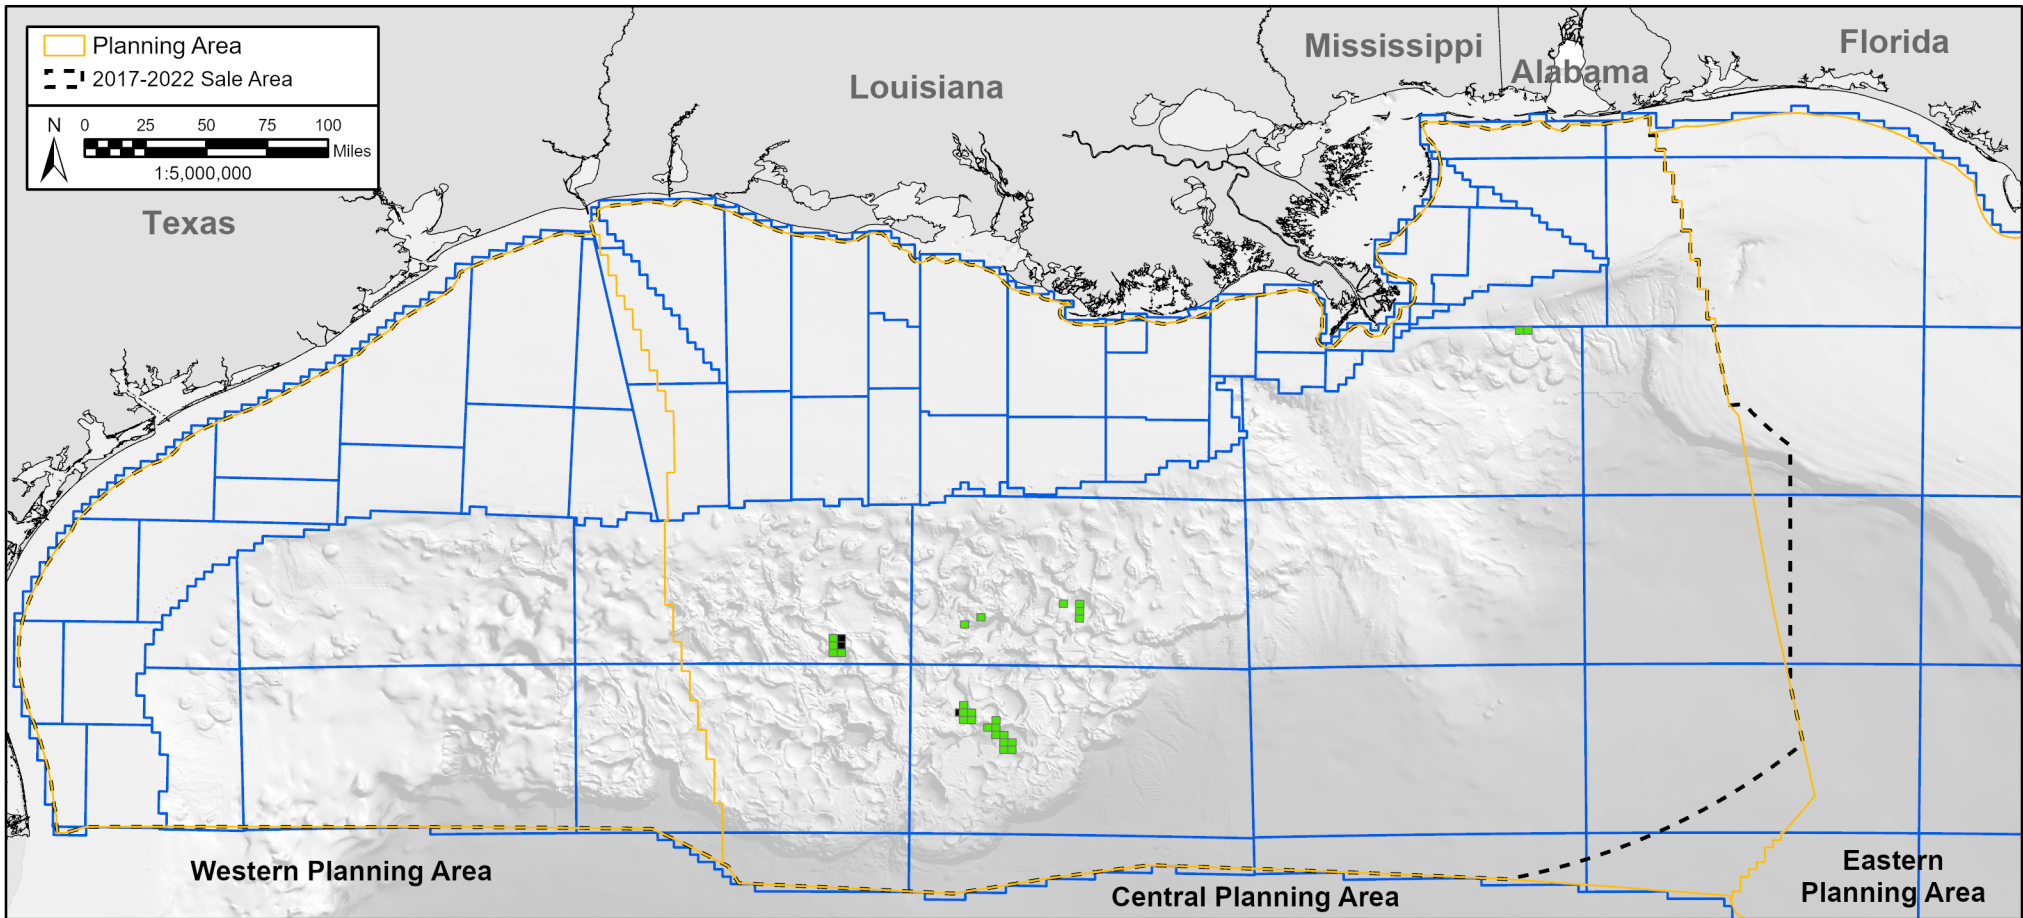 Planning Area
2017-2022 Sale Area
N
0 25 50 75 100
Miles
1:5,000,000
Texas
Louisiana
Mississippi
Alabama
Florida
Western Planning Area
Central Planning Area
Eastern
Planning Area